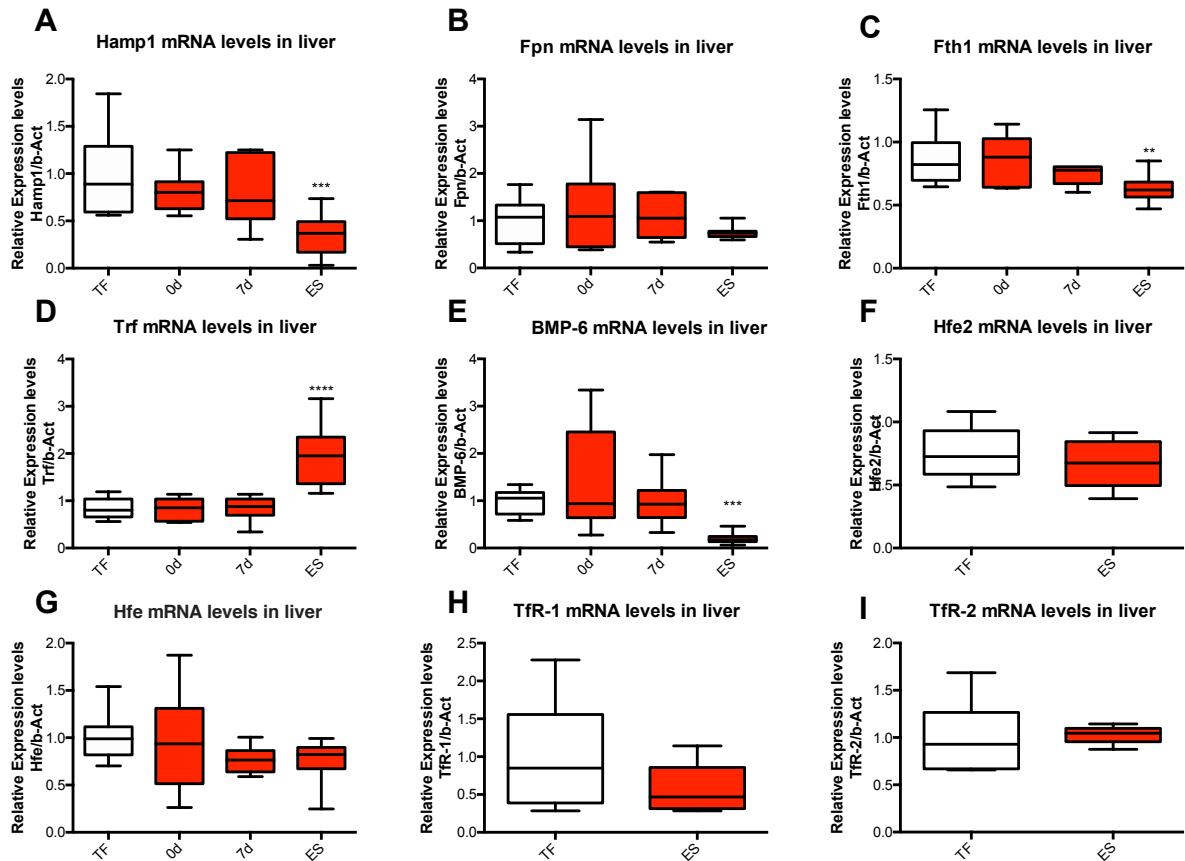 A
Hamp1 mRNA levels in liver
Relative Expression levels
Hamp1/b-Act
2.0
1.5
1.0
0.5
0.0
***
TF
0d
7d
ES
B
Fpn mRNA levels in liver
Relative Expression levels
Fpn/b-Act
4
3
2
1
0
TF
0d
7d
ES
C
Fth1 mRNA levels in liver
Relative Expression levels
Fth1/b-Act
1.5
1.0
0.5
0.0
**
TF
0d
7d
ES
D
Trf mRNA levels in liver
Relative Expression levels
Trf/b-Act
4
3
2
1
0
****
TF
0d
7d
ES
E
BMP-6 mRNA levels in liver
Relative Expression levels
BMP-6/b-Act
4
3
2
1
0
***
TF
0d
7d
ES
F
Hfe2 mRNA levels in liver
Relative Expression levels
Hfe2/b-Act
1.5
1.0
0.5
0.0
TF
ES
G
Hfe mRNA levels in liver
Relative Expression levels
Hfe/b-Act
2.0
1.5
1.0
0.5
0.0
TF
0d
7d
ES
H
TfR-1 mRNA levels in liver
Relative Expression levels
TfR-1/b-Act
2.5
2.0
1.5
1.0
0.5
0.0
TF
ES
I
TfR-2 mRNA levels in liver
Relative Expression levels
TfR-2/b-Act
2.0
1.5
1.0
0.5
0.0
TF
ES